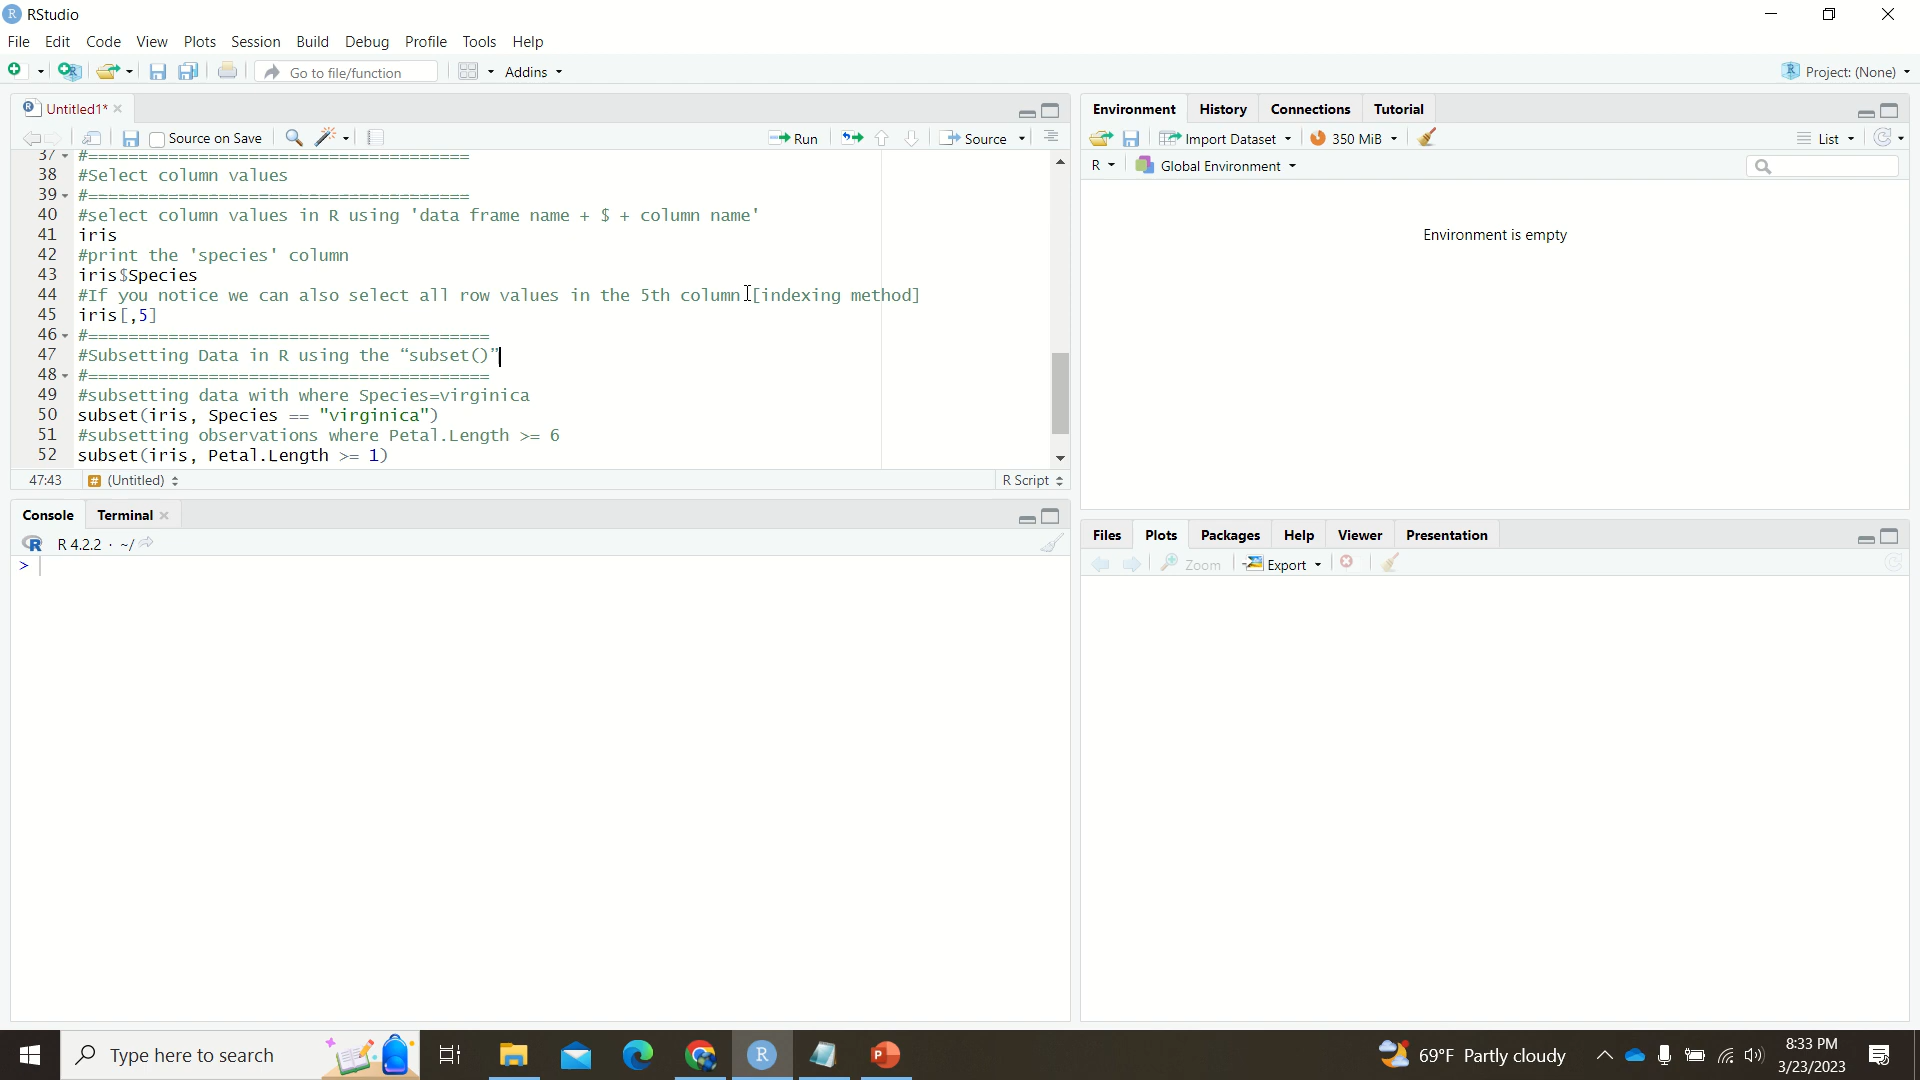 RStudio
File Edit Code View Plots Session Build Debug Profile Tools Help
Go to file/function Addins Project: (None)
Untitled1*
Source on Save Run Source
37 #======================================
38 #Select column values
39 #======================================
40 #select column values in R using 'data frame name + $ + column name'
41 iris
42 #print the 'species' column
43 iris$Species
44 #If you notice we can also select all row values in the 5th column [indexing method]
45 iris[,5]
46 #========================================
47 #Subsetting Data in R using the “subset()”
48 #========================================
49 #subsetting data with where Species=virginica
50 subset(iris, Species == "virginica")
51 #subsetting observations where Petal.Length >= 6
52 subset(iris, Petal.Length >= 1)
47:43 # (Untitled) R Script
Console Terminal
R 4.2.2 · ~/
>
Environment History Connections Tutorial
Import Dataset 350 MiB List
R Global Environment
Environment is empty
Files Plots Packages Help Viewer Presentation
Zoom Export
Type here to search
69°F Partly cloudy
8:33 PM
3/23/2023